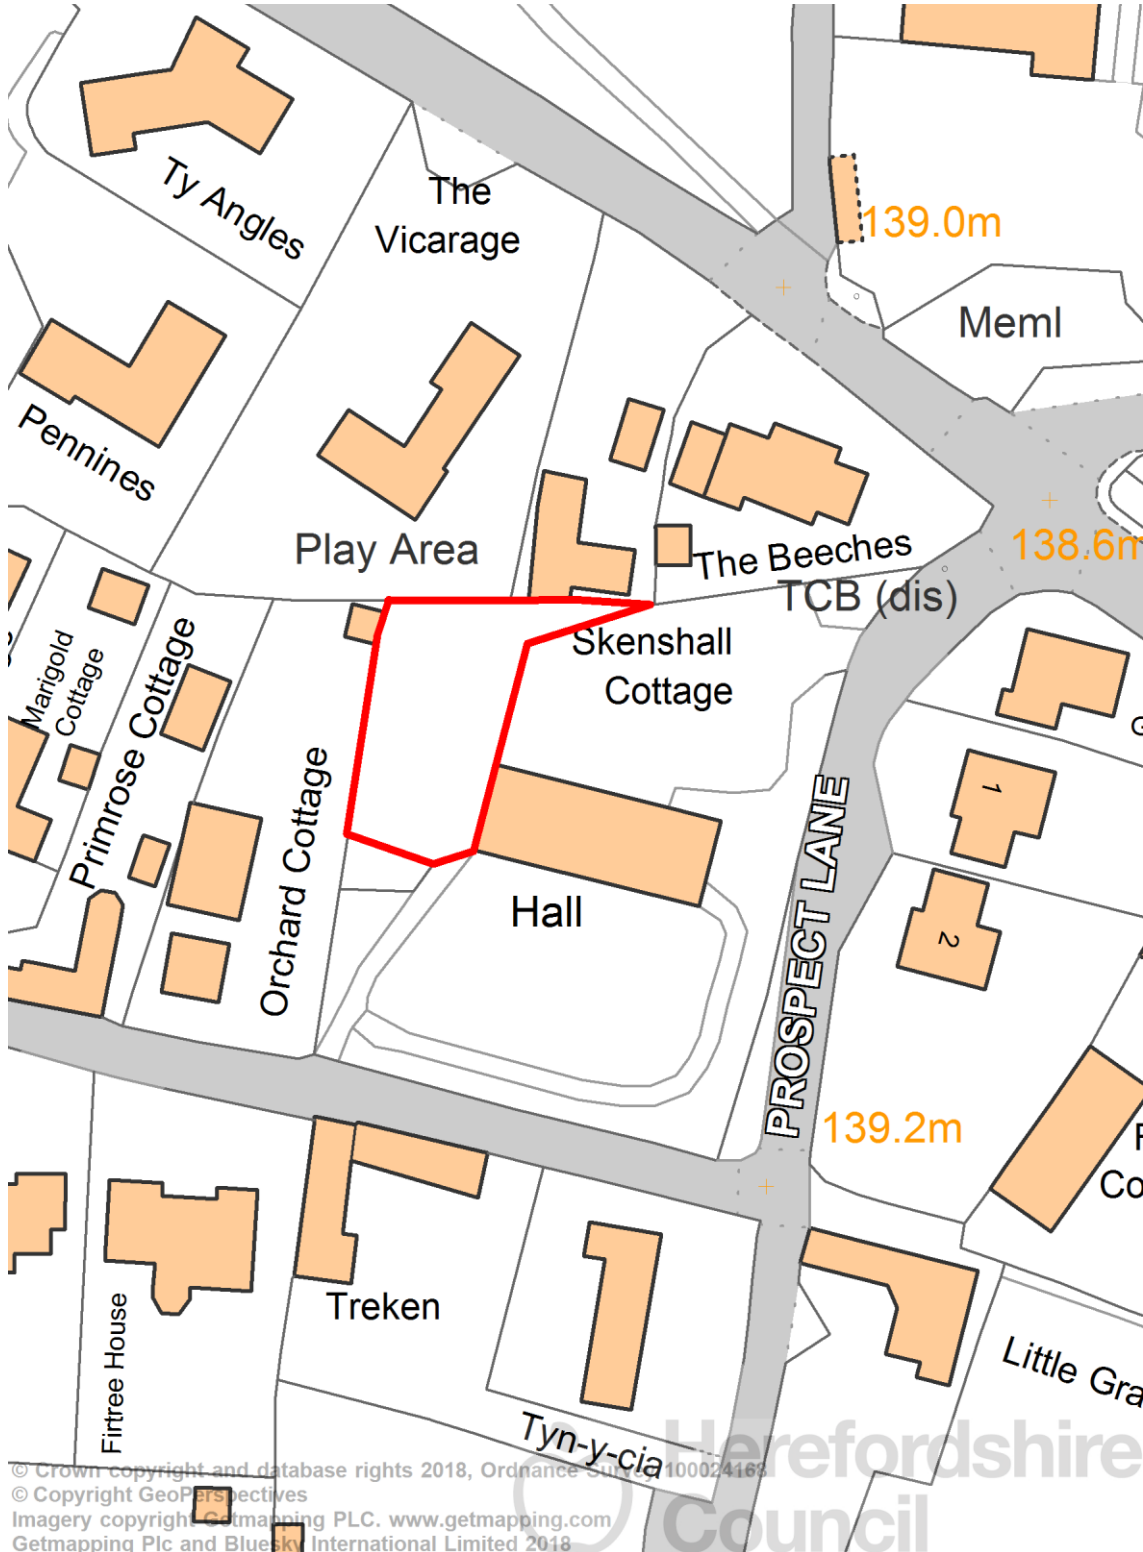 Ty Angles
The
Vicarage
139.0m
Meml
Pennines
Play Area
The Beeches
138.6m
TCB (dis)
Skenshall
Cottage
Marigold
Cottage
Primrose Cottage
Orchard Cottage
Hall
1
2
PROSPECT LANE
139.2m
Co
Treken
Firtree House
Little Gra
Tyn-y-cia
Herefordshire
Council
© Crown copyright and database rights 2018, Ordnance Survey 100024168
© Copyright GeoPerspectives
Imagery copyright Getmapping PLC. www.getmapping.com
Getmapping Plc and Bluesky International Limited 2018